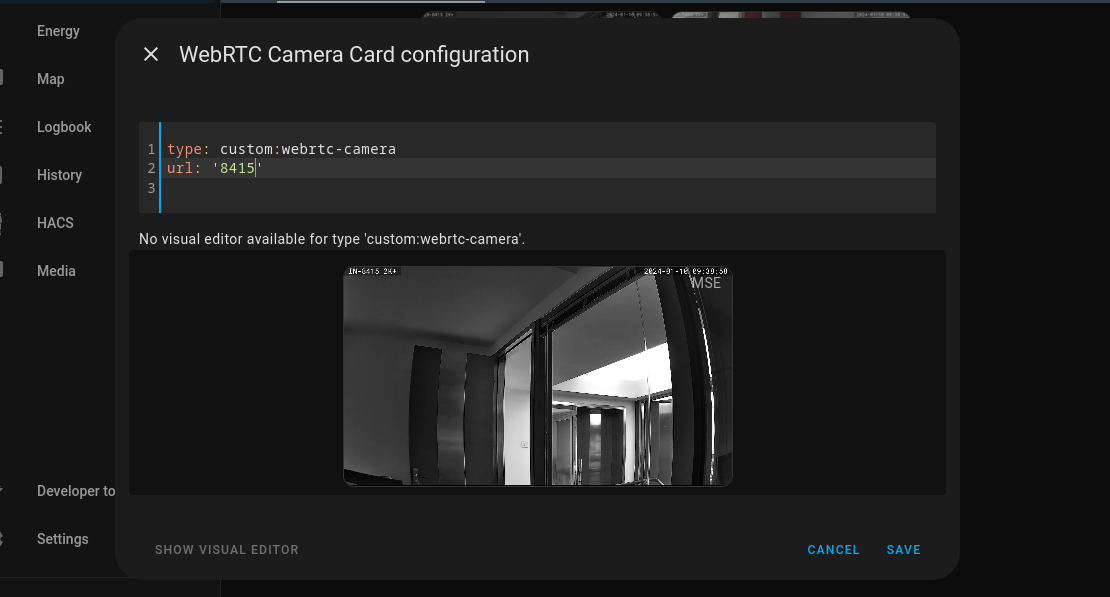 Energy
Map
Logbook
History
HACS
Media
Developer to
Settings
WebRTC Camera Card configuration
1 type: custom:webrtc-camera
2 url: '8415'
3
No visual editor available for type 'custom:webrtc-camera'.
IN-8415 2K+ 2024-01-10 09:38:58
MSE
SHOW VISUAL EDITOR CANCEL SAVE